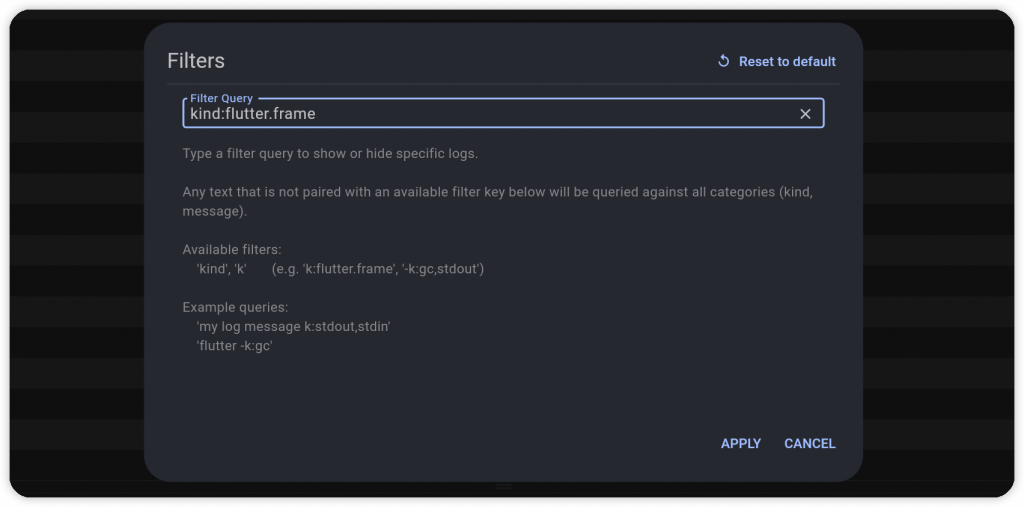 Filters
Reset to default
Filter Query
kind:flutter.frame
Type a filter query to show or hide specific logs.
Any text that is not paired with an available filter key below will be queried against all categories (kind,
message).
Available filters:
'kind', 'k' (e.g. 'k:flutter.frame', '-k:gc,stdout')
Example queries:
'my log message k:stdout,stdin'
'flutter -k:gc'
APPLY CANCEL